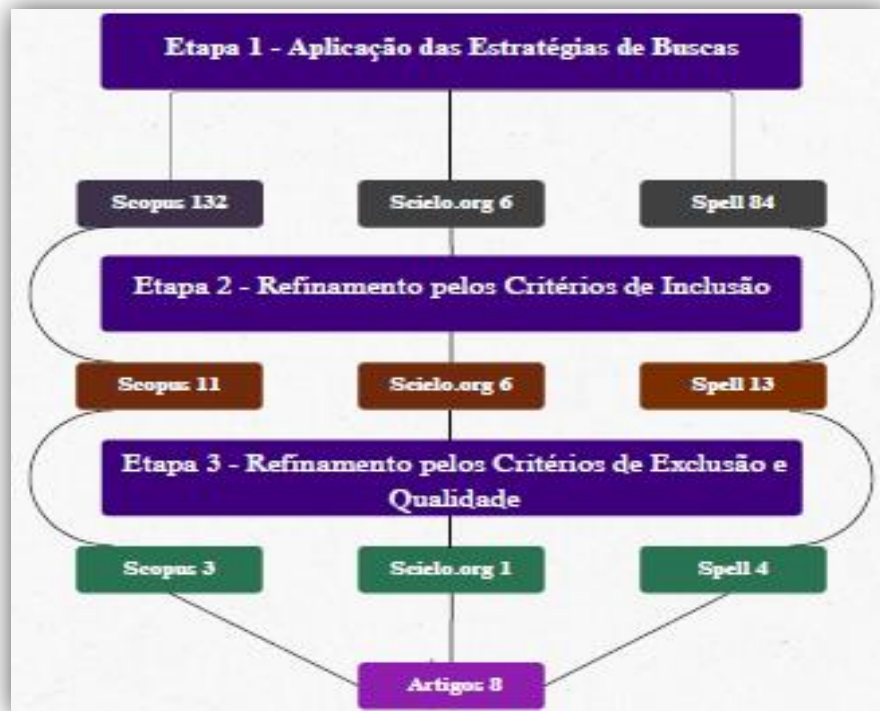 Etapa 1 - Aplicação das Estratégias de Buscas
Scopus 132
Scielo.org 6
Spell 84
Etapa 2 - Refinamento pelos Critérios de Inclusão
Scopus 11
Scielo.org 6
Spell 13
Etapa 3 - Refinamento pelos Critérios de Exclusão e
Qualidade
Scopus 3
Scielo.org 1
Spell 4
Artigos 8